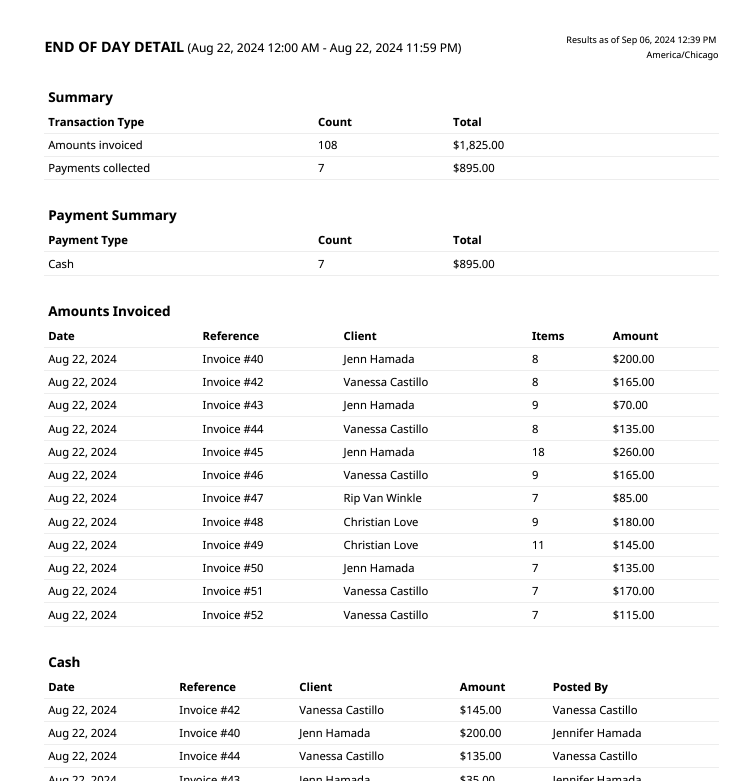 END OF DAY DETAIL (Aug 22, 2024 12:00 AM - Aug 22, 2024 11:59 PM)
Results as of Sep 06, 2024 12:39 PM
America/Chicago
Summary
Transaction Type Count Total
Amounts invoiced 108 $1,825.00
Payments collected 7 $895.00
Payment Summary
Payment Type Count Total
Cash 7 $895.00
Amounts Invoiced
Date Reference Client Items Amount
Aug 22, 2024 Invoice #40 Jenn Hamada 8 $200.00
Aug 22, 2024 Invoice #42 Vanessa Castillo 8 $165.00
Aug 22, 2024 Invoice #43 Jenn Hamada 9 $70.00
Aug 22, 2024 Invoice #44 Vanessa Castillo 8 $135.00
Aug 22, 2024 Invoice #45 Jenn Hamada 18 $260.00
Aug 22, 2024 Invoice #46 Vanessa Castillo 9 $165.00
Aug 22, 2024 Invoice #47 Rip Van Winkle 7 $85.00
Aug 22, 2024 Invoice #48 Christian Love 9 $180.00
Aug 22, 2024 Invoice #49 Christian Love 11 $145.00
Aug 22, 2024 Invoice #50 Jenn Hamada 7 $135.00
Aug 22, 2024 Invoice #51 Vanessa Castillo 7 $170.00
Aug 22, 2024 Invoice #52 Vanessa Castillo 7 $115.00
Cash
Date Reference Client Amount Posted By
Aug 22, 2024 Invoice #42 Vanessa Castillo $145.00 Vanessa Castillo
Aug 22, 2024 Invoice #40 Jenn Hamada $200.00 Jennifer Hamada
Aug 22, 2024 Invoice #44 Vanessa Castillo $135.00 Vanessa Castillo
Aug 22, 2024 Invoice #43 Jenn Hamada $35.00 Jennifer Hamada